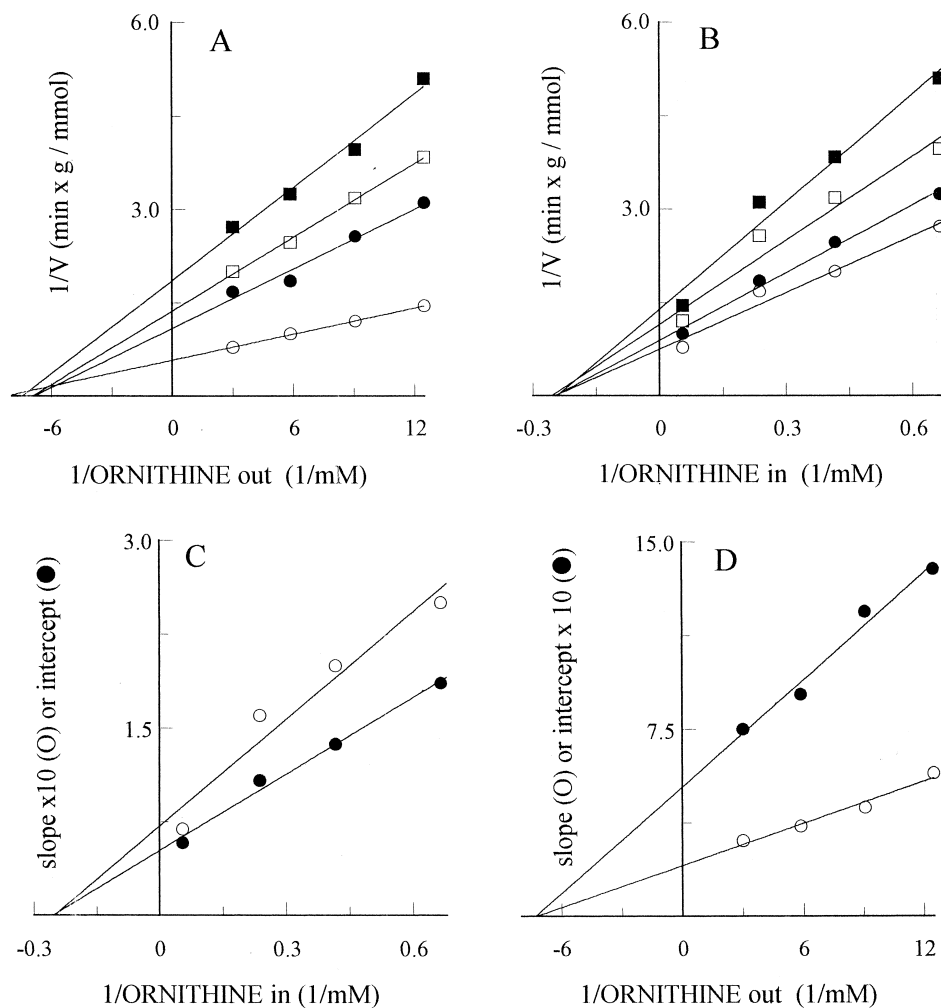 A
6.0
3.0
1/V (min x g / mmol)
-6 0 6 12
1/ORNITHINE out (1/mM)
B
6.0
3.0
1/V (min x g / mmol)
-0.3 0 0.3 0.6
1/ORNITHINE in (1/mM)
C
3.0
1.5
slope x10 (O) or intercept (●)
-0.3 0 0.3 0.6
1/ORNITHINE in (1/mM)
D
15.0
7.5
slope (O) or intercept x 10 (●)
-6 0 6 12
1/ORNITHINE out (1/mM)